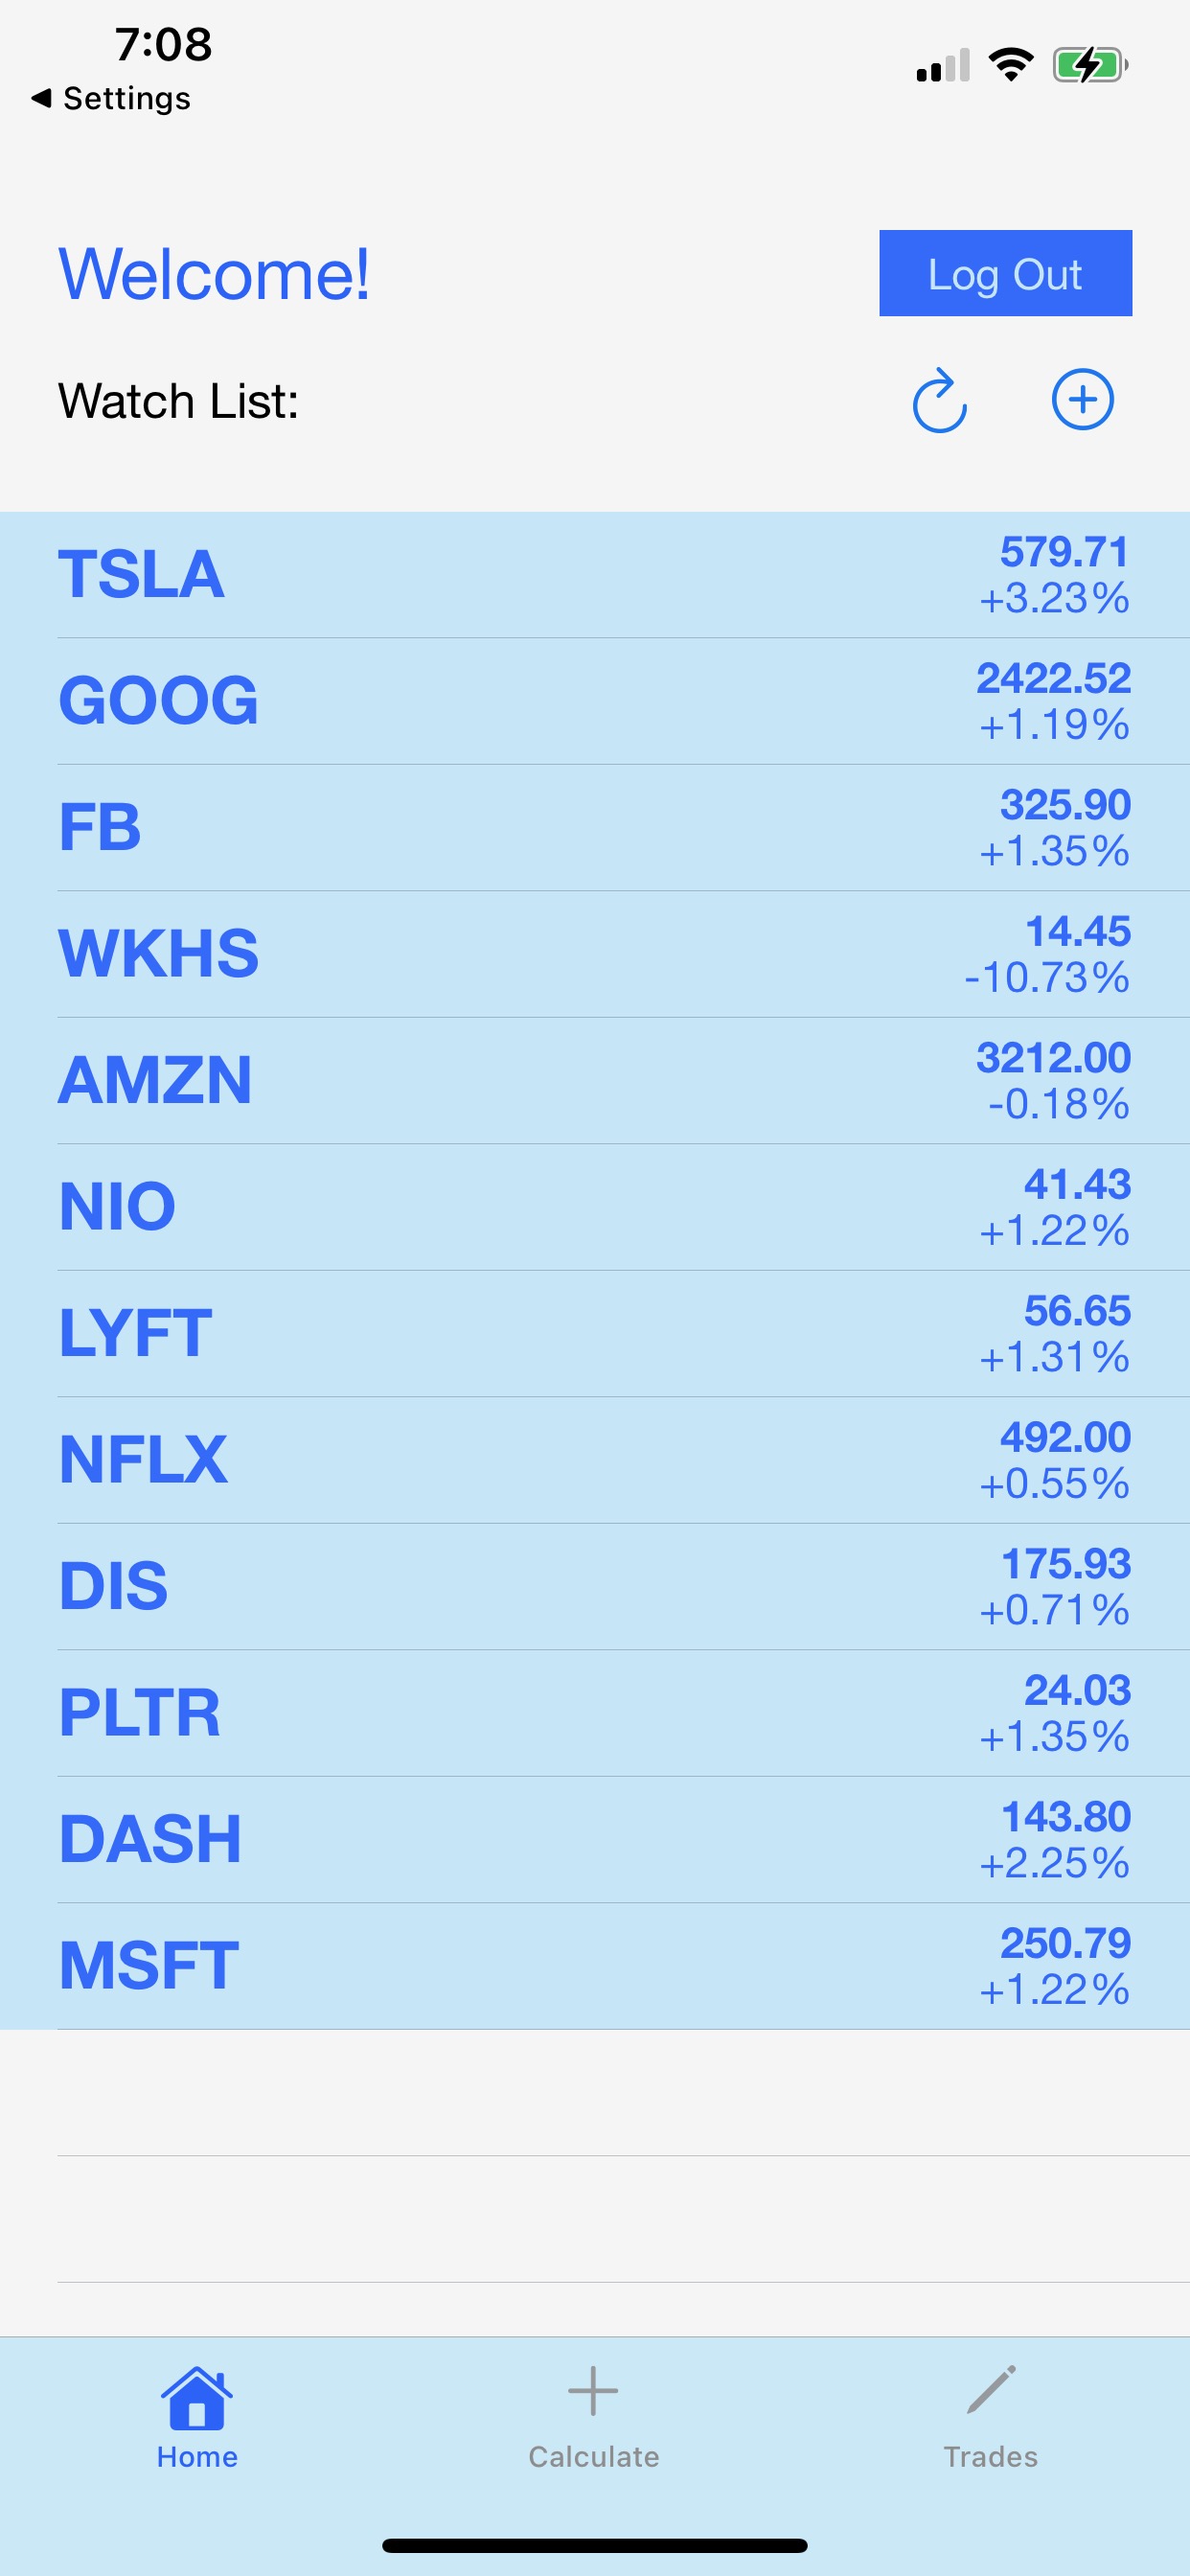 7:08
◀ Settings
Welcome!
Log Out
Watch List:
TSLA
579.71
+3.23%
GOOG
2422.52
+1.19%
FB
325.90
+1.35%
WKHS
14.45
-10.73%
AMZN
3212.00
-0.18%
NIO
41.43
+1.22%
LYFT
56.65
+1.31%
NFLX
492.00
+0.55%
DIS
175.93
+0.71%
PLTR
24.03
+1.35%
DASH
143.80
+2.25%
MSFT
250.79
+1.22%
Home
Calculate
Trades